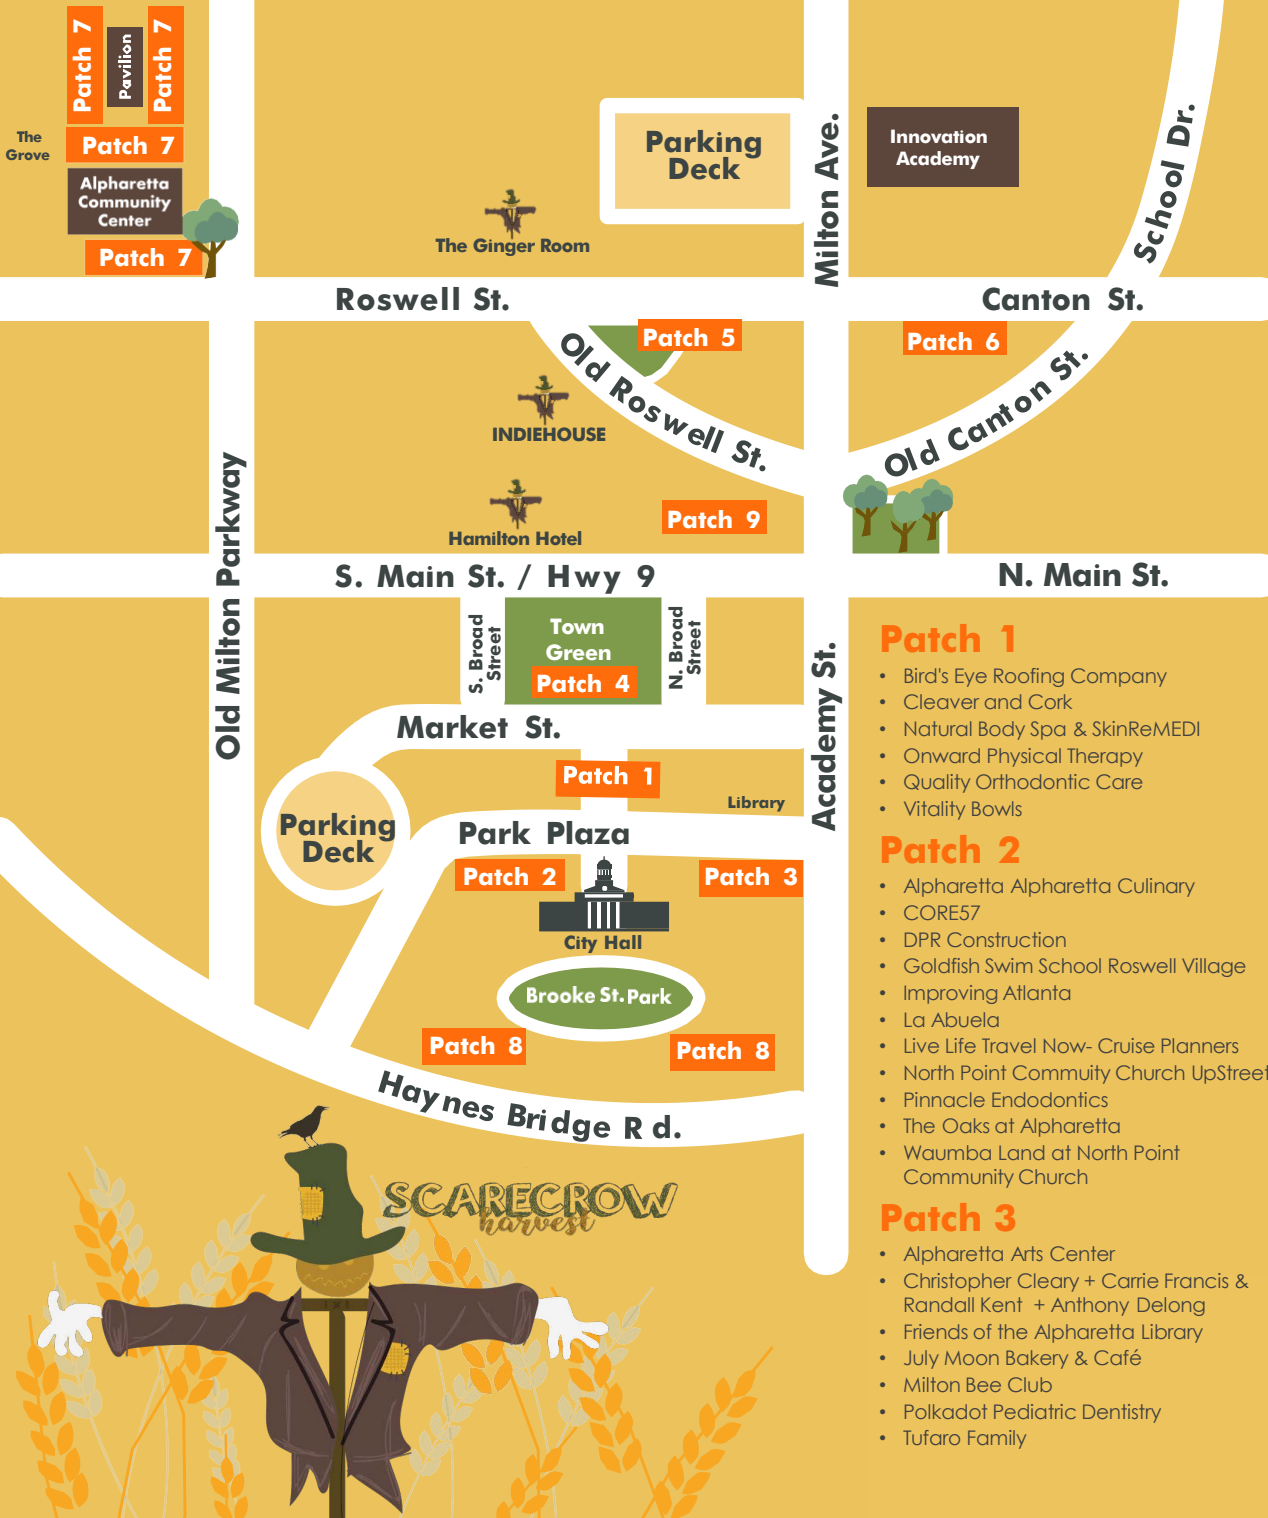 Patch 7
Pavilion
Patch 7
The
Grove
Patch 7
Alpharetta
Community
Center
Patch 7
Parking
Deck
Milton Ave.
Innovation
Academy
School Dr.
The Ginger Room
Roswell St.
Canton St.
Patch 5
Patch 6
Old Roswell St.
Old Canton St.
INDIEHOUSE
Old Milton Parkway
Patch 9
Hamilton Hotel
S. Main St. / Hwy 9
N. Main St.
S. Broad
Street
Town
Green
Patch 4
N. Broad
Street
Academy St.
Market St.
Patch 1
Library
Parking
Deck
Park Plaza
Patch 2
Patch 3
City Hall
Brooke St. Park
Patch 8
Patch 8
Haynes Bridge Rd.
SCARECROW
harvest
Patch 1
• Bird's Eye Roofing Company
• Cleaver and Cork
• Natural Body Spa & SkinReMEDI
• Onward Physical Therapy
• Quality Orthodontic Care
• Vitality Bowls
Patch 2
• Alpharetta Alpharetta Culinary
• CORE57
• DPR Construction
• Goldfish Swim School Roswell Village
• Improving Atlanta
• La Abuela
• Live Life Travel Now- Cruise Planners
• North Point Commuity Church UpStreet
• Pinnacle Endodontics
• The Oaks at Alpharetta
• Waumba Land at North Point
Community Church
Patch 3
• Alpharetta Arts Center
• Christopher Cleary + Carrie Francis &
Randall Kent + Anthony Delong
• Friends of the Alpharetta Library
• July Moon Bakery & Café
• Milton Bee Club
• Polkadot Pediatric Dentistry
• Tufaro Family